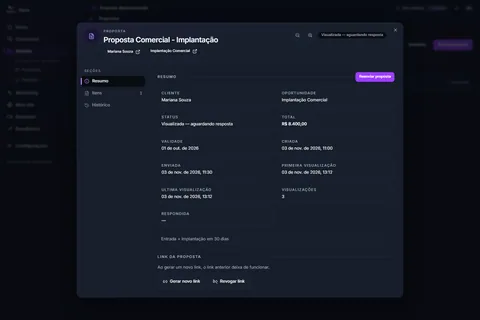 PROPOSTA
Proposta Comercial - Implantação
Visualizada — aguardando resposta
Mariana Souza
Implantação Comercial
SEÇÕES
Resumo
Itens
Histórico
RESUMO
Reenviar proposta
CLIENTE
Mariana Souza
OPORTUNIDADE
Implantação Comercial
STATUS
Visualizada — aguardando resposta
TOTAL
R$ 8.400,00
VALIDADE
01 de out. de 2026
CRIADA
03 de nov. de 2026, 11:00
ENVIADA
03 de nov. de 2026, 11:30
PRIMEIRA VISUALIZAÇÃO
03 de nov. de 2026, 13:12
ÚLTIMA VISUALIZAÇÃO
03 de nov. de 2026, 13:12
VISUALIZAÇÕES
3
RESPONDIDA
—
Entrada + implantação em 30 dias
LINK DA PROPOSTA
Ao gerar um novo link, o link anterior deixa de funcionar.
Gerar novo link
Revogar link